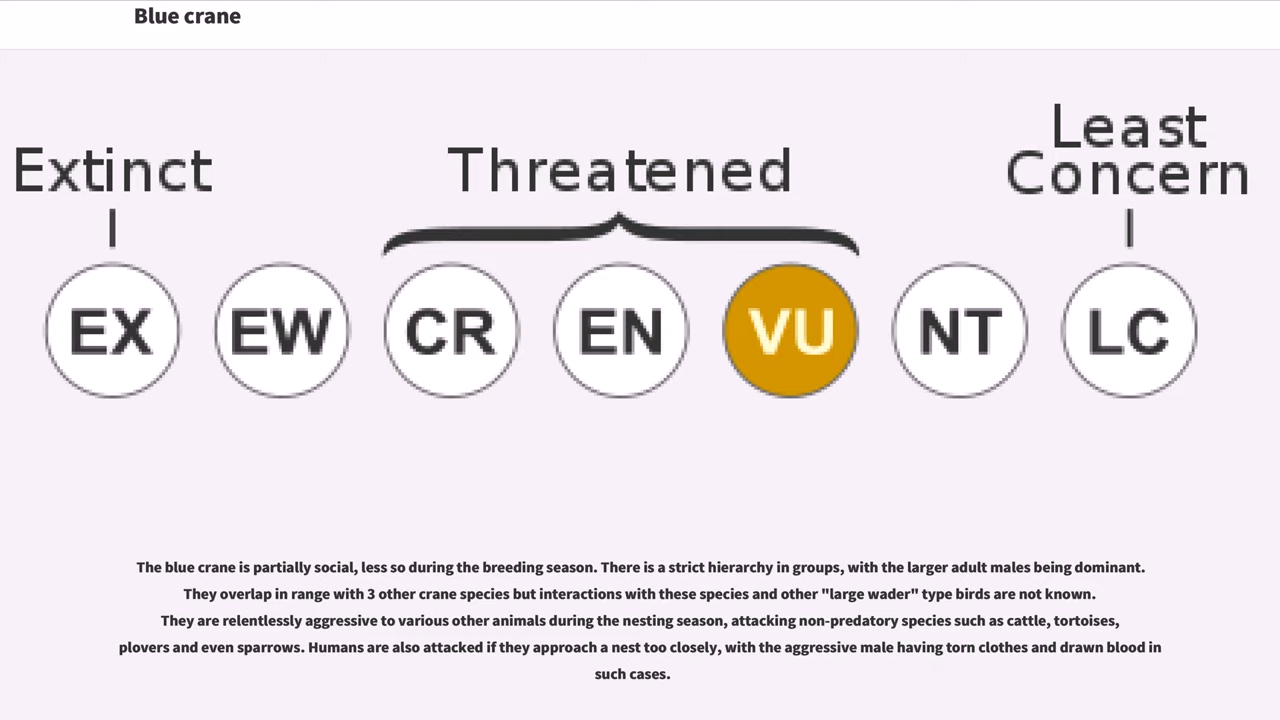 Blue crane
Extinct
Threatened
Least
Concern
EX EW CR EN VU NT LC
The blue crane is partially social, less so during the breeding season. There is a strict hierarchy in groups, with the larger adult males being dominant.
They overlap in range with 3 other crane species but interactions with these species and other "large wader" type birds are not known.
They are relentlessly aggressive to various other animals during the nesting season, attacking non-predatory species such as cattle, tortoises,
plovers and even sparrows. Humans are also attacked if they approach a nest too closely, with the aggressive male having torn clothes and drawn blood in
such cases.